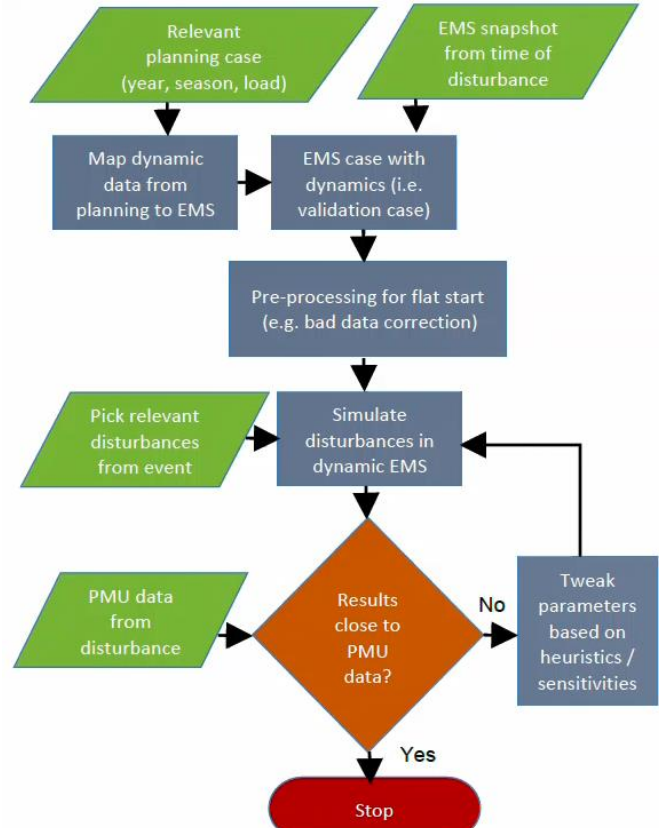 Relevant
planning case
(year, season, load)
EMS snapshot
from time of
disturbance
Map dynamic
data from
planning to EMS
EMS case with
dynamics (i.e.
validation case)
Pre-processing for flat start
(e.g. bad data correction)
Pick relevant
disturbances
from event
Simulate
disturbances in
dynamic EMS
PMU data
from
disturbance
Results
close to
PMU
data?
No
Tweak
parameters
based on
heuristics /
sensitivities
Yes
Stop